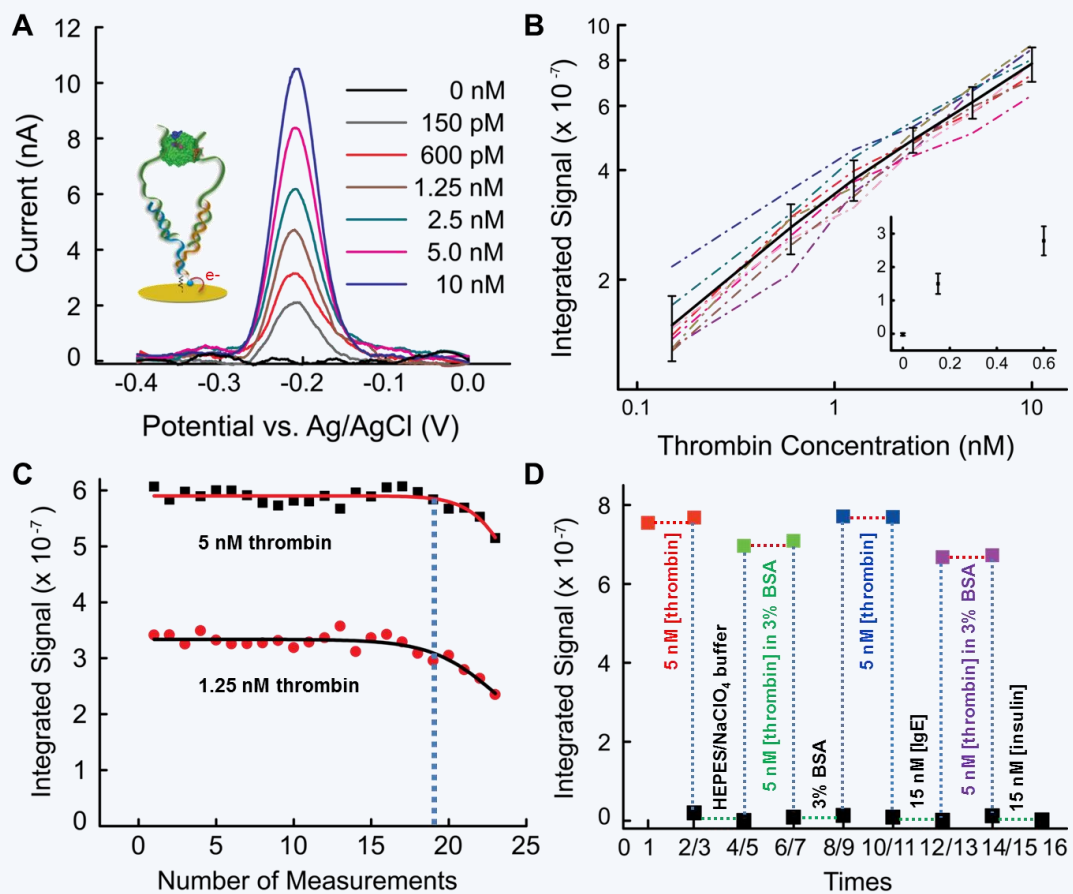 A
12
10
8
6
4
2
0
Current (nA)
0 nM
150 pM
600 pM
1.25 nM
2.5 nM
5.0 nM
10 nM
e-
-0.4
-0.3
-0.2
-0.1
0.0
Potential vs. Ag/AgCl (V)
B
10
8
6
4
2
Integrated Signal (x 10 -7)
3
2
1
0
0
0.2
0.4
0.6
0.1
1
10
Thrombin Concentration (nM)
C
6
5
4
3
2
1
0
Integrated Signal (x 10 -7)
5 nM thrombin
1.25 nM thrombin
0
5
10
15
20
25
Number of Measurements
D
8
6
4
2
0
Integrated Signal (x 10 -7)
5 nM [thrombin]
HEPES/NaClO4 buffer
5 nM [thrombin] in 3% BSA
3% BSA
5 nM [thrombin]
15 nM [IgE]
5 nM [thrombin] in 3% BSA
15 nM [insulin]
0 1 2/3 4/5 6/7 8/9 10/11 12/13 14/15 16
Times